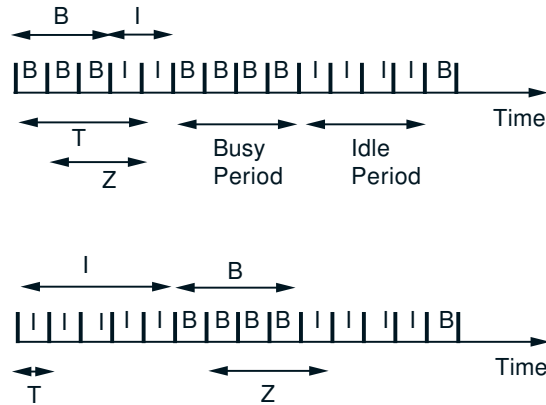 B I
B B B I I B B B B I I I I B
Time
T
Z
Busy Idle
Period Period
I B
I I I I I B B B B I I I I B
Time
T Z